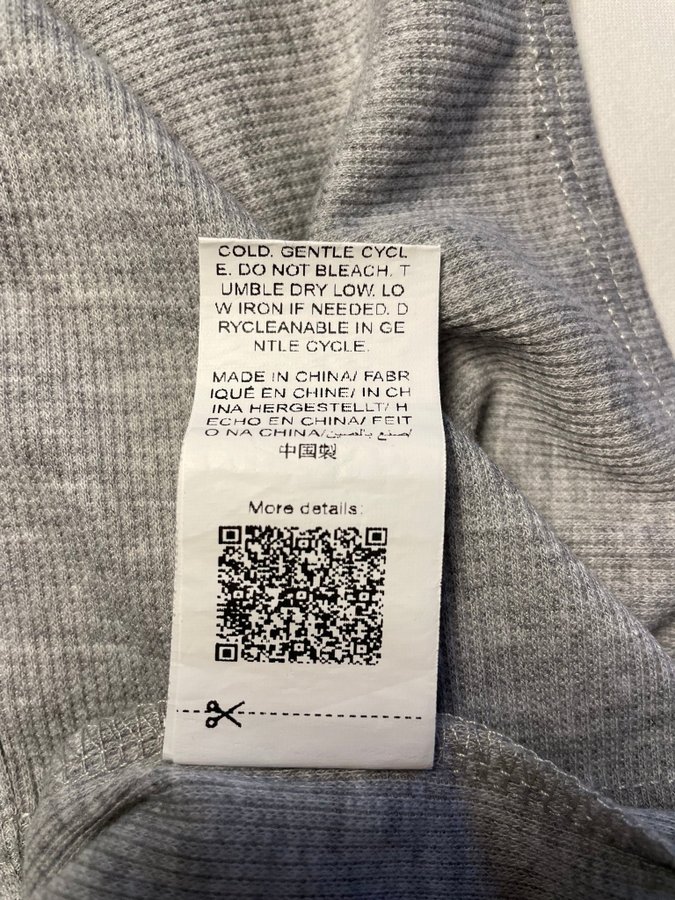 COLD. GENTLE CYCL
E. DO NOT BLEACH. T
UMBLE DRY LOW. LO
W IRON IF NEEDED. D
RYCLEANABLE IN GE
NTLE CYCLE.
MADE IN CHINA/ FABR
IQUÉ EN CHINE/ IN CH
INA HERGESTELLT/ H
ECHO EN CHINA/ FEIT
O NA CHINA/صنع بالصين/
中国製
More details: